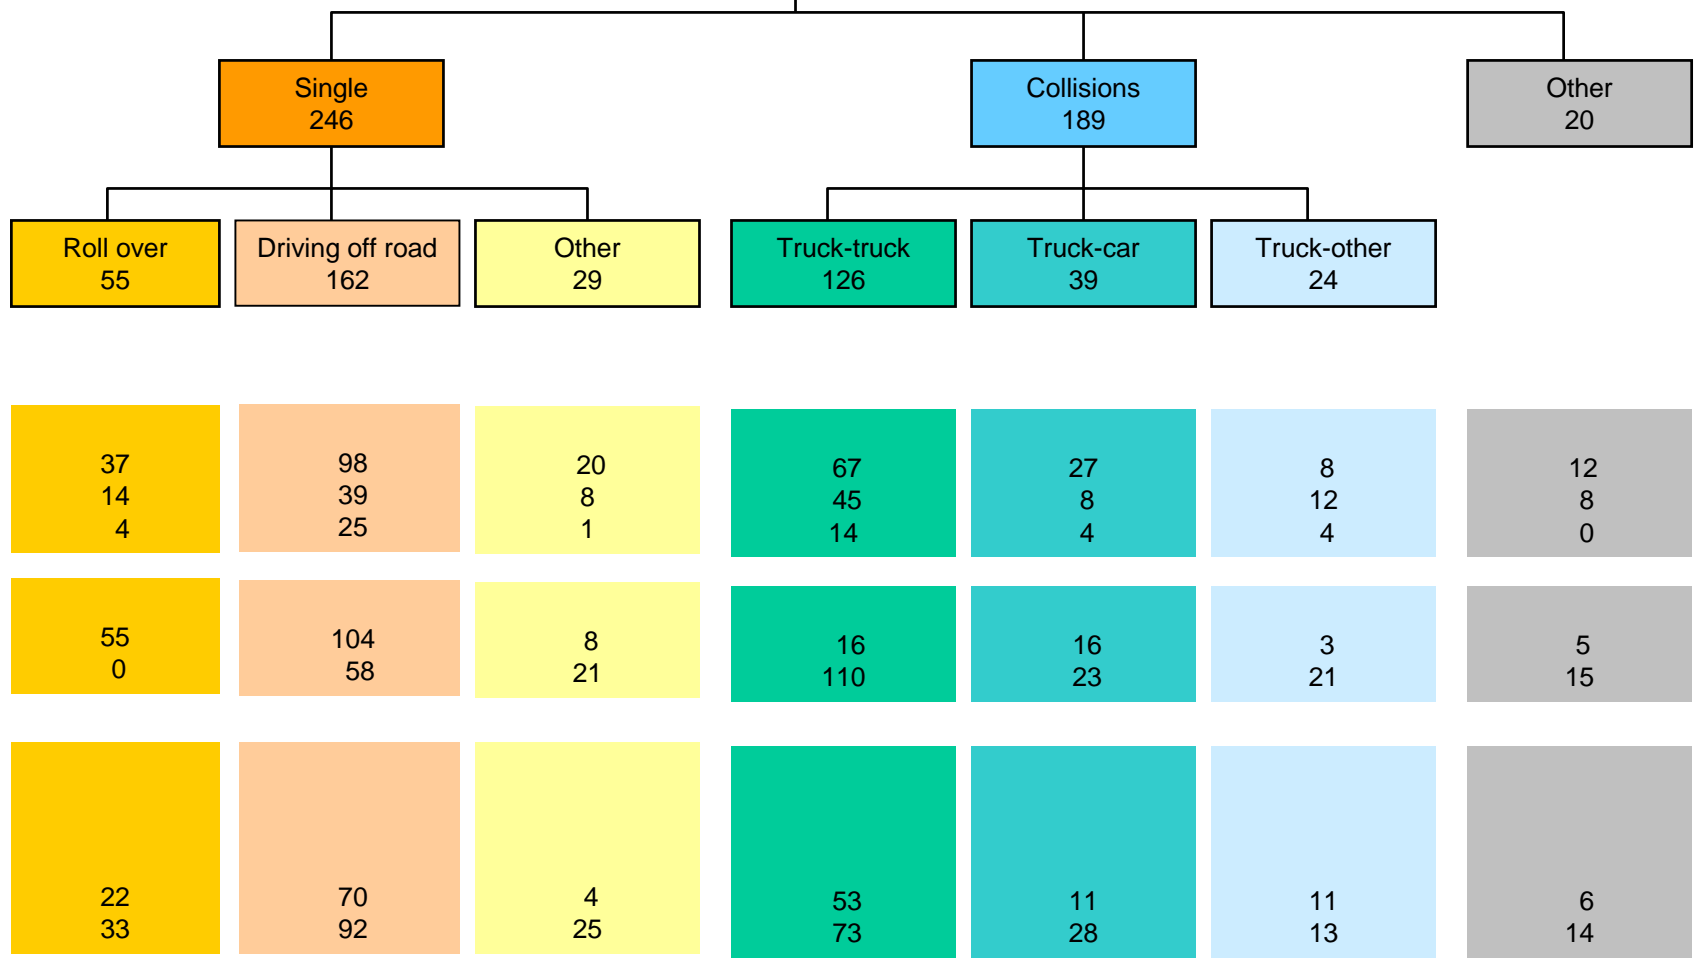 Single
246
Collisions
189
Other
20
Roll over
55
Driving off road
162
Other
29
Truck-truck
126
Truck-car
39
Truck-other
24
37 98 20 67 27 8 12
14 39 8 45 8 12 8
4 25 1 14 4 4 0
55 104 8 16 16 3 5
0 58 21 110 23 21 15
22 70 4 53 11 11 6
33 92 25 73 28 13 14